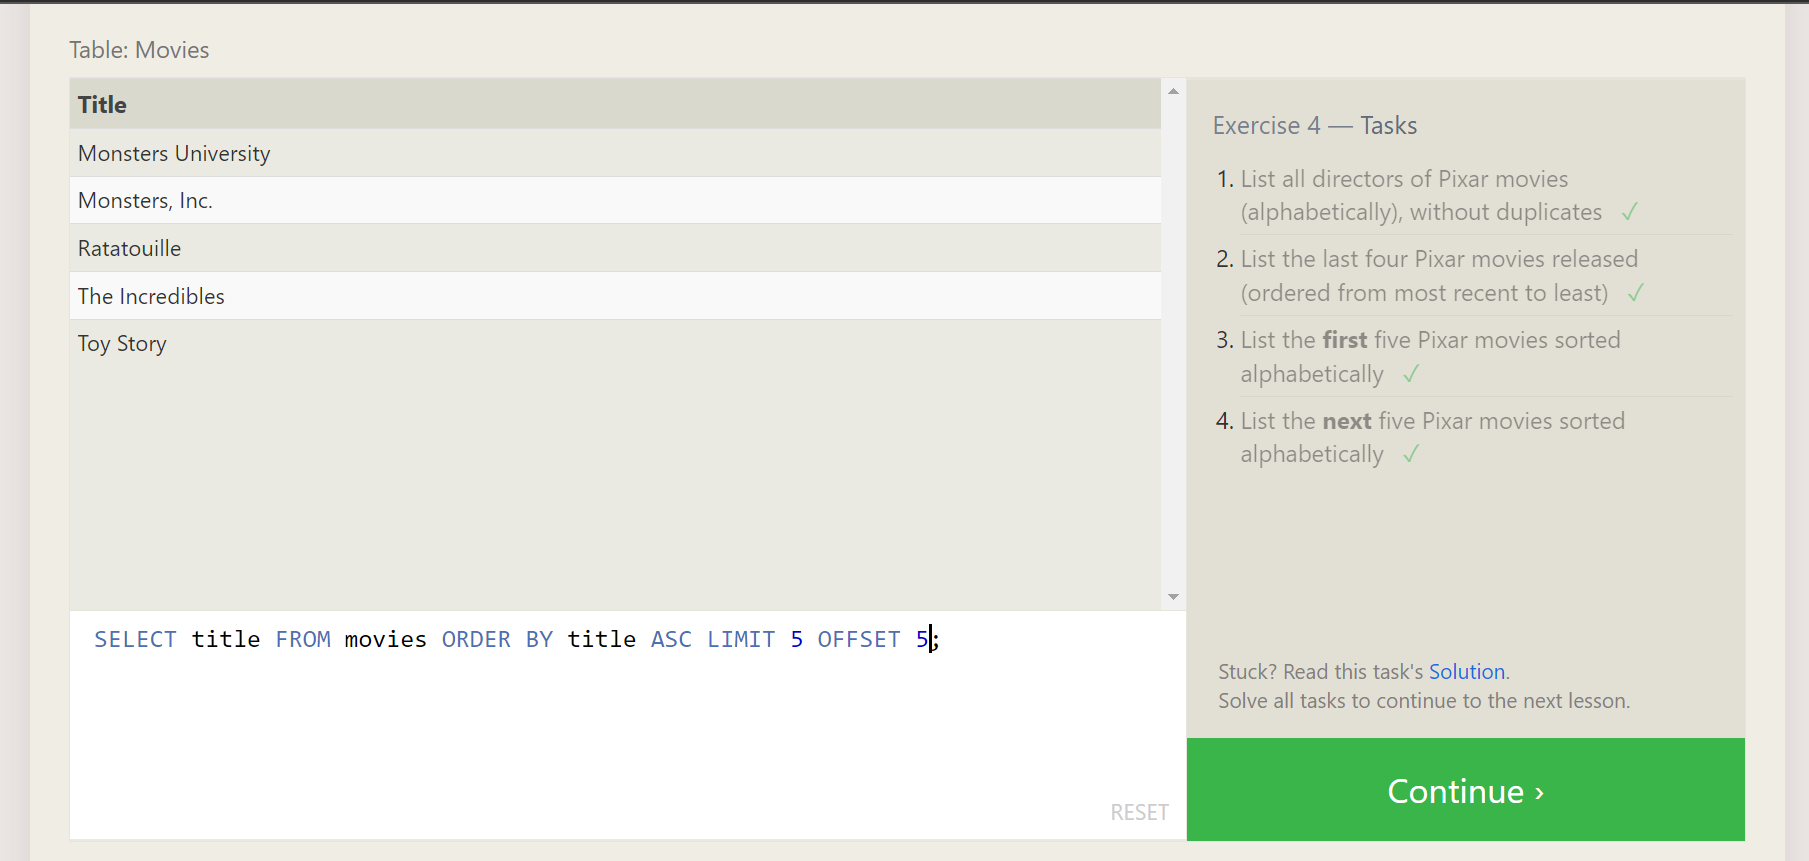 Table: Movies
Title
Monsters University
Monsters, Inc.
Ratatouille
The Incredibles
Toy Story
SELECT title FROM movies ORDER BY title ASC LIMIT 5 OFFSET 5;
RESET
Exercise 4 — Tasks
1. List all directors of Pixar movies
(alphabetically), without duplicates ✓
2. List the last four Pixar movies released
(ordered from most recent to least) ✓
3. List the first five Pixar movies sorted
alphabetically ✓
4. List the next five Pixar movies sorted
alphabetically ✓
Stuck? Read this task's Solution.
Solve all tasks to continue to the next lesson.
Continue ›